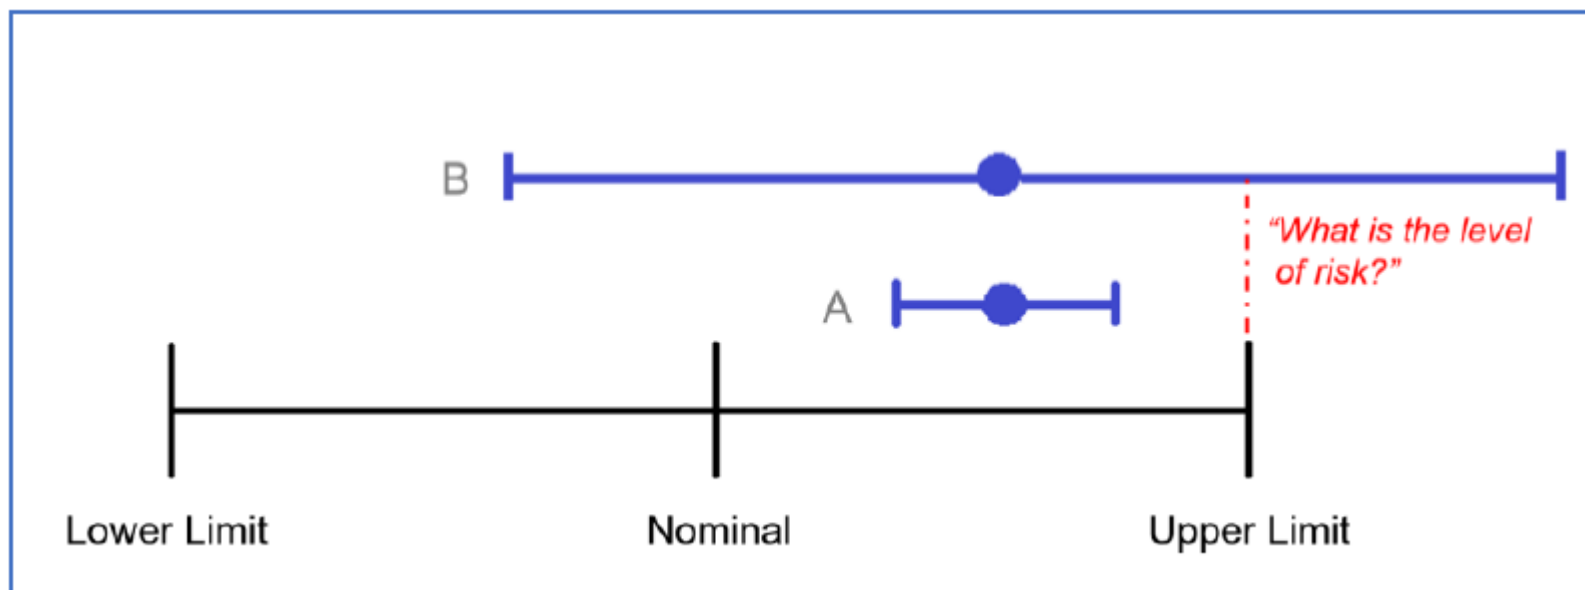 B
“What is the level
of risk?”
A
Lower Limit
Nominal
Upper Limit